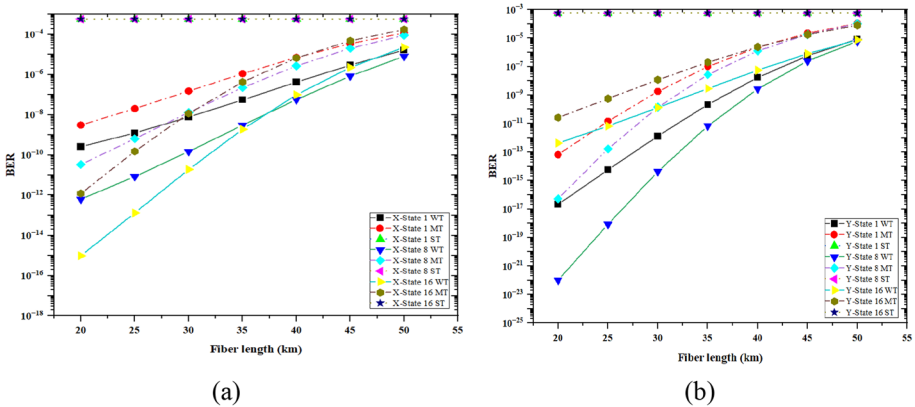 10^-4
10^-6
10^-8
10^-10
10^-12
10^-14
10^-16
10^-18
BER
X-State 1 WT
X-State 1 MT
X-State 1 ST
X-State 8 WT
X-State 8 MT
X-State 8 ST
X-State 16 WT
X-State 16 MT
X-State 16 ST
20 25 30 35 40 45 50 55
Fiber length (km)
(a)
10^-3
10^-5
10^-7
10^-9
10^-11
10^-13
10^-15
10^-17
10^-19
10^-21
10^-23
10^-25
BER
Y-State 1 WT
Y-State 1 MT
Y-State 1 ST
Y-State 8 WT
Y-State 8 MT
Y-State 8 ST
Y-State 16 WT
Y-State 16 MT
Y-State 16 ST
20 25 30 35 40 45 50 55
Fiber length (km)
(b)